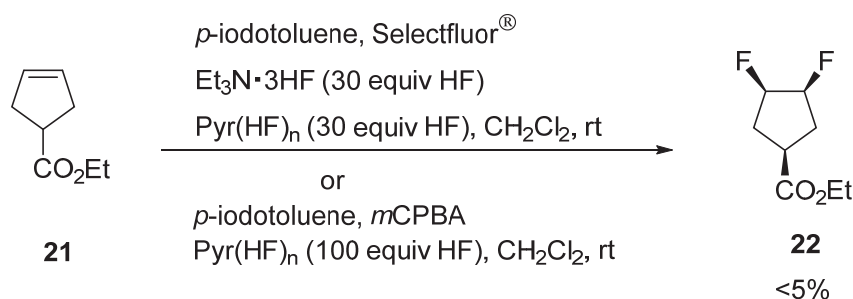 p-iodotoluene, Selectfluor®
Et₃N·3HF (30 equiv HF)
Pyr(HF)ₙ (30 equiv HF), CH₂Cl₂, rt
or
p-iodotoluene, mCPBA
Pyr(HF)ₙ (100 equiv HF), CH₂Cl₂, rt
CO₂Et
21
F F
CO₂Et
22
<5%